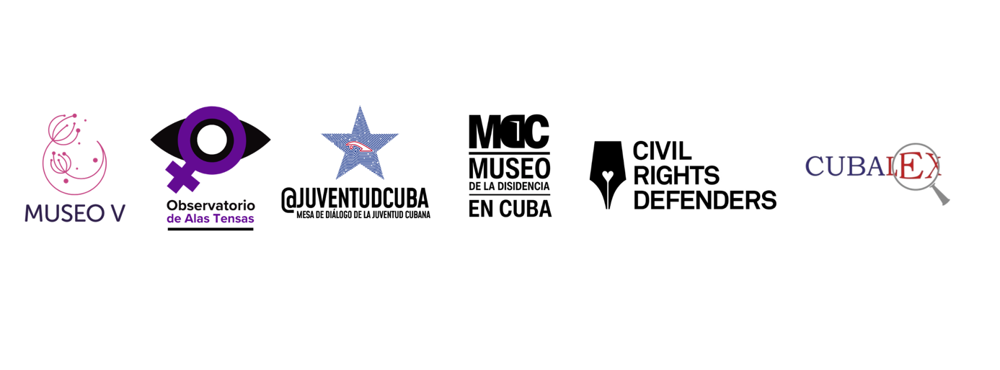 MUSEO V
Observatorio
de Alas Tensas
@JUVENTUDCUBA
MESA DE DIÁLOGO DE LA JUVENTUD CUBANA
MDC
MUSEO
DE LA DISIDENCIA
EN CUBA
CIVIL
RIGHTS
DEFENDERS
CUBALEX